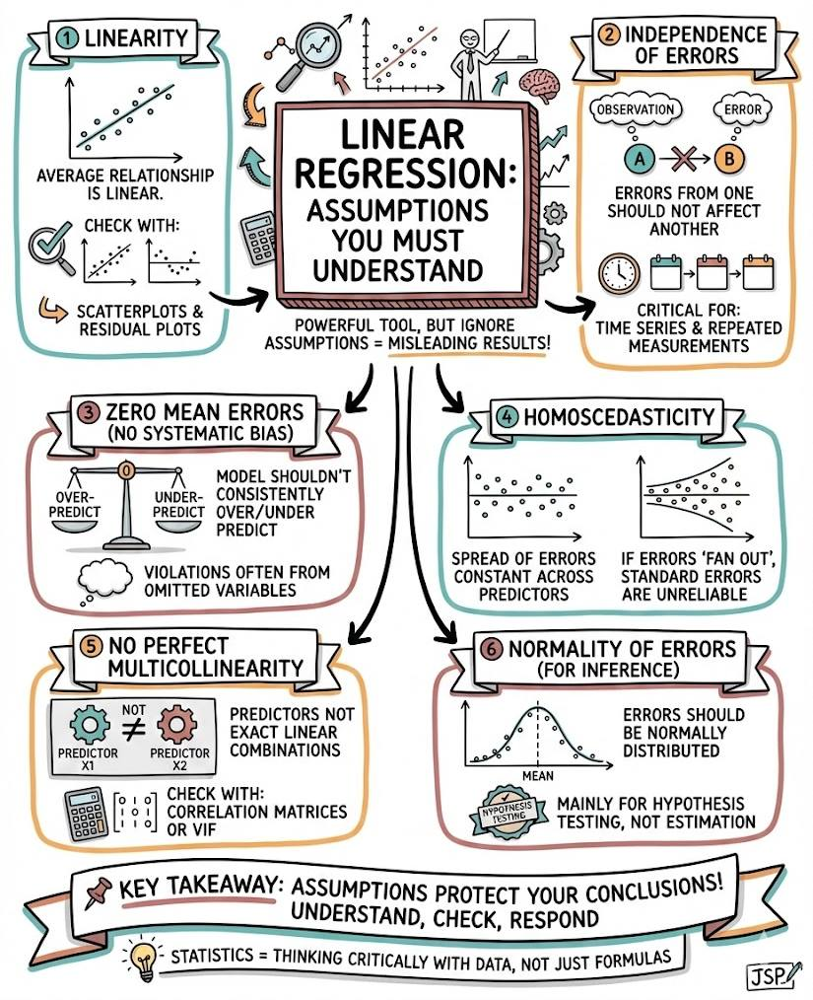 LINEAR
REGRESSION:
ASSUMPTIONS
YOU MUST
UNDERSTAND
POWERFUL TOOL, BUT IGNORE
ASSUMPTIONS = MISLEADING RESULTS!
1 LINEARITY
AVERAGE RELATIONSHIP
IS LINEAR.
CHECK WITH:
SCATTERPLOTS &
RESIDUAL PLOTS
2 INDEPENDENCE
OF ERRORS
OBSERVATION
ERROR
A
B
ERRORS FROM ONE
SHOULD NOT AFFECT
ANOTHER
CRITICAL FOR:
TIME SERIES & REPEATED
MEASUREMENTS
3 ZERO MEAN ERRORS
(NO SYSTEMATIC BIAS)
0
OVER-
PREDICT
UNDER-
PREDICT
MODEL SHOULDN'T
CONSISTENTLY
OVER/UNDER
PREDICT
VIOLATIONS OFTEN FROM
OMITTED VARIABLES
4 HOMOSCEDASTICITY
SPREAD OF ERRORS
CONSTANT ACROSS
PREDICTORS
IF ERRORS 'FAN OUT',
STANDARD ERRORS
ARE UNRELIABLE
5 NO PERFECT
MULTICOLLINEARITY
NOT
≠
PREDICTOR
X1
PREDICTOR
X2
PREDICTORS NOT
EXACT LINEAR
COMBINATIONS
CHECK WITH:
CORRELATION MATRICES
OR VIF
6 NORMALITY OF ERRORS
(FOR INFERENCE)
MEAN
ERRORS SHOULD
BE NORMALLY
DISTRIBUTED
HYPOTHESIS
TESTING
MAINLY FOR HYPOTHESIS
TESTING, NOT ESTIMATION
KEY TAKEAWAY: ASSUMPTIONS PROTECT YOUR CONCLUSIONS!
UNDERSTAND, CHECK, RESPOND
STATISTICS = THINKING CRITICALLY WITH DATA, NOT JUST FORMULAS
JSP